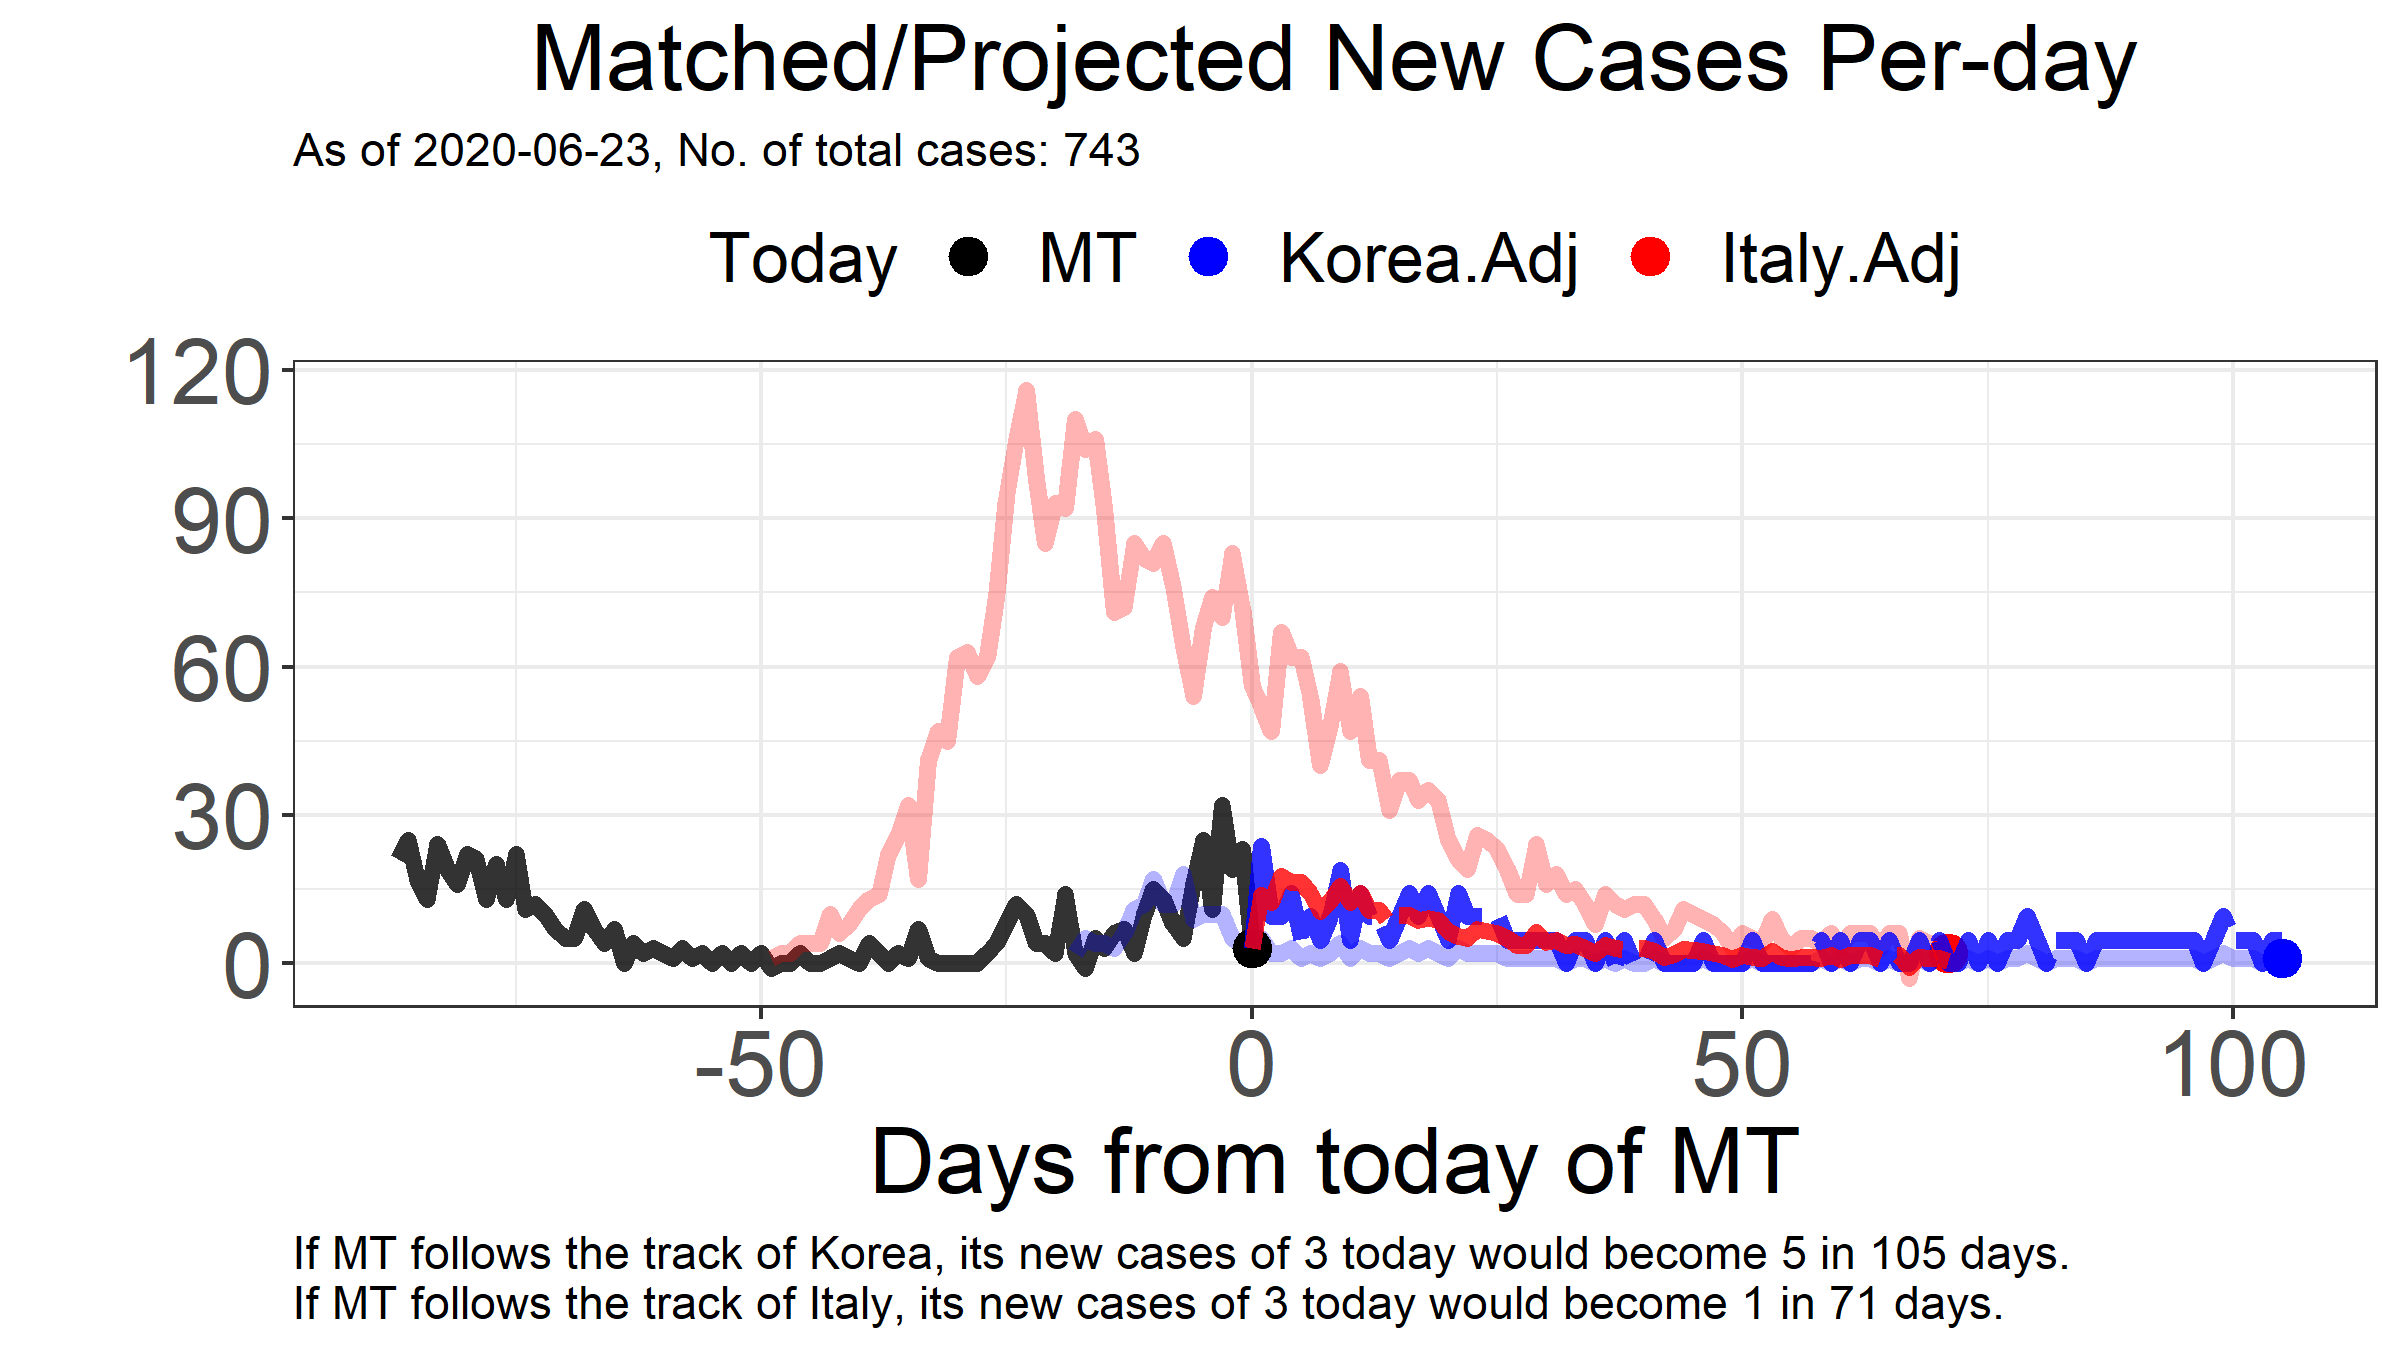 Matched/Projected New Cases Per-day
As of 2020-06-23, No. of total cases: 743
Today MT Korea.Adj Italy.Adj
120
90
60
30
0
-50 0 50 100
Days from today of MT
If MT follows the track of Korea, its new cases of 3 today would become 5 in 105 days.
If MT follows the track of Italy, its new cases of 3 today would become 1 in 71 days.